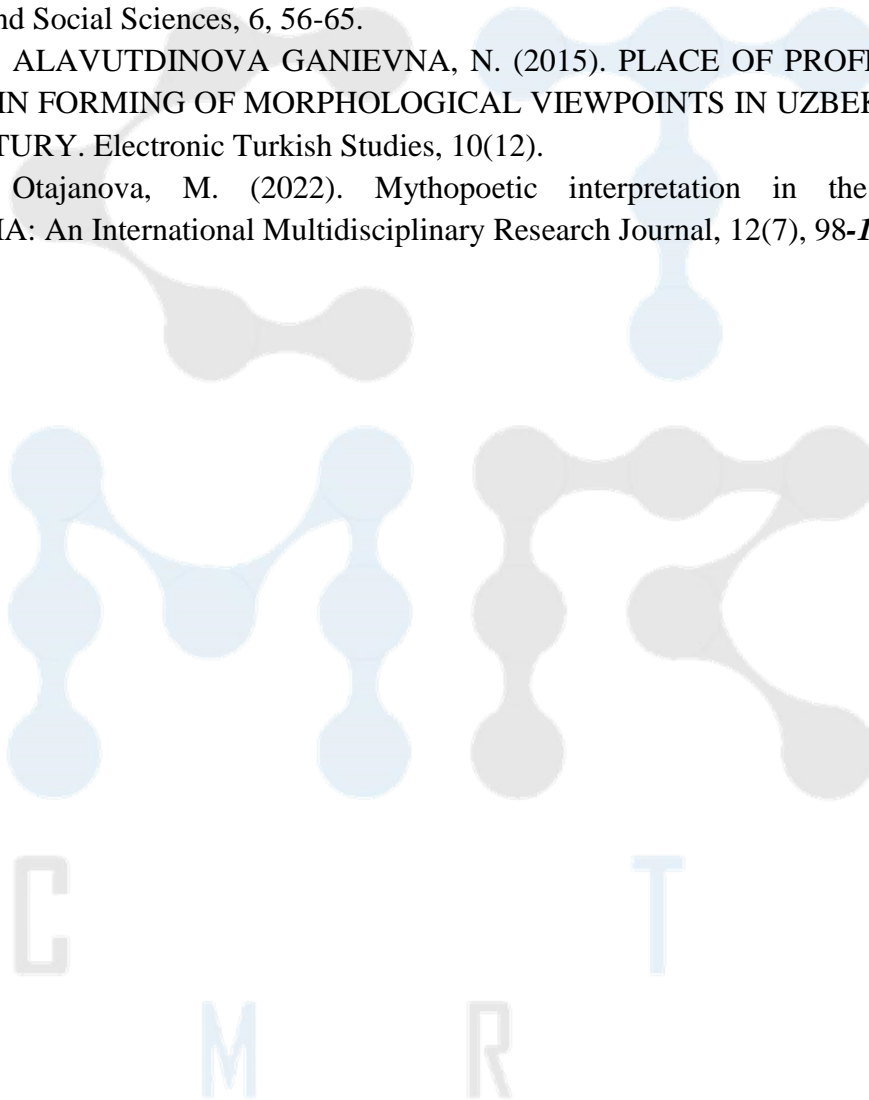 nd Social Sciences, 6, 56-65.
ALAVUTDINOVA GANIEVNA, N. (2015). PLACE OF PROF
IN FORMING OF MORPHOLOGICAL VIEWPOINTS IN UZBEK
TURY. Electronic Turkish Studies, 10(12).
Otajanova, M. (2022). Mythopoetic interpretation in the
IA: An International Multidisciplinary Research Journal, 12(7), 98-1
C T
M R